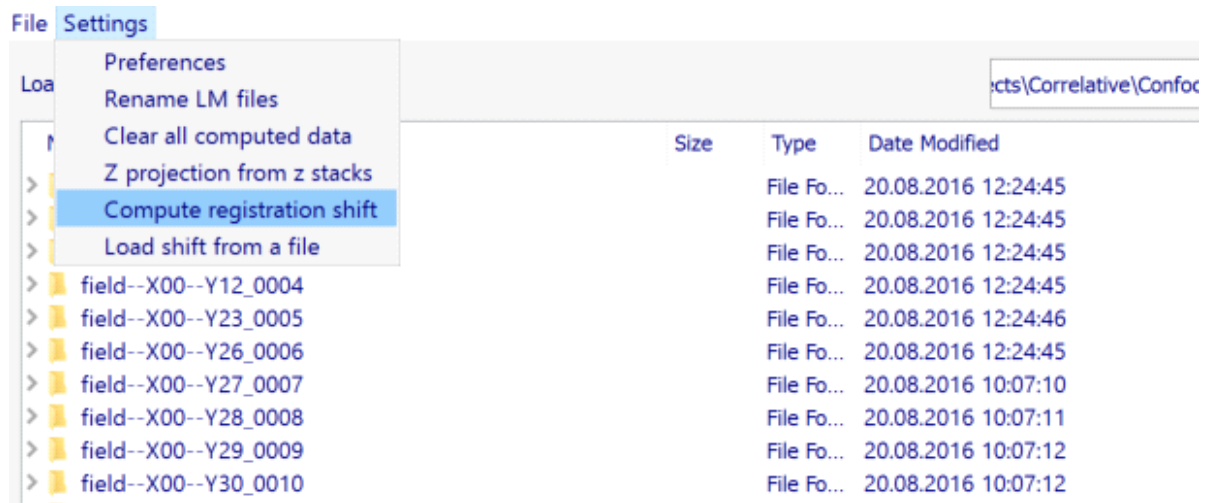 File Settings
Preferences
Rename LM files
Clear all computed data
Z projection from z stacks
Compute registration shift
Load shift from a file
Loa
:cts\Correlative\Confoc
Size Type Date Modified
File Fo... 20.08.2016 12:24:45
File Fo... 20.08.2016 12:24:45
File Fo... 20.08.2016 12:24:45
field--X00--Y12_0004 File Fo... 20.08.2016 12:24:45
field--X00--Y23_0005 File Fo... 20.08.2016 12:24:46
field--X00--Y26_0006 File Fo... 20.08.2016 12:24:45
field--X00--Y27_0007 File Fo... 20.08.2016 10:07:10
field--X00--Y28_0008 File Fo... 20.08.2016 10:07:11
field--X00--Y29_0009 File Fo... 20.08.2016 10:07:12
field--X00--Y30_0010 File Fo... 20.08.2016 10:07:12